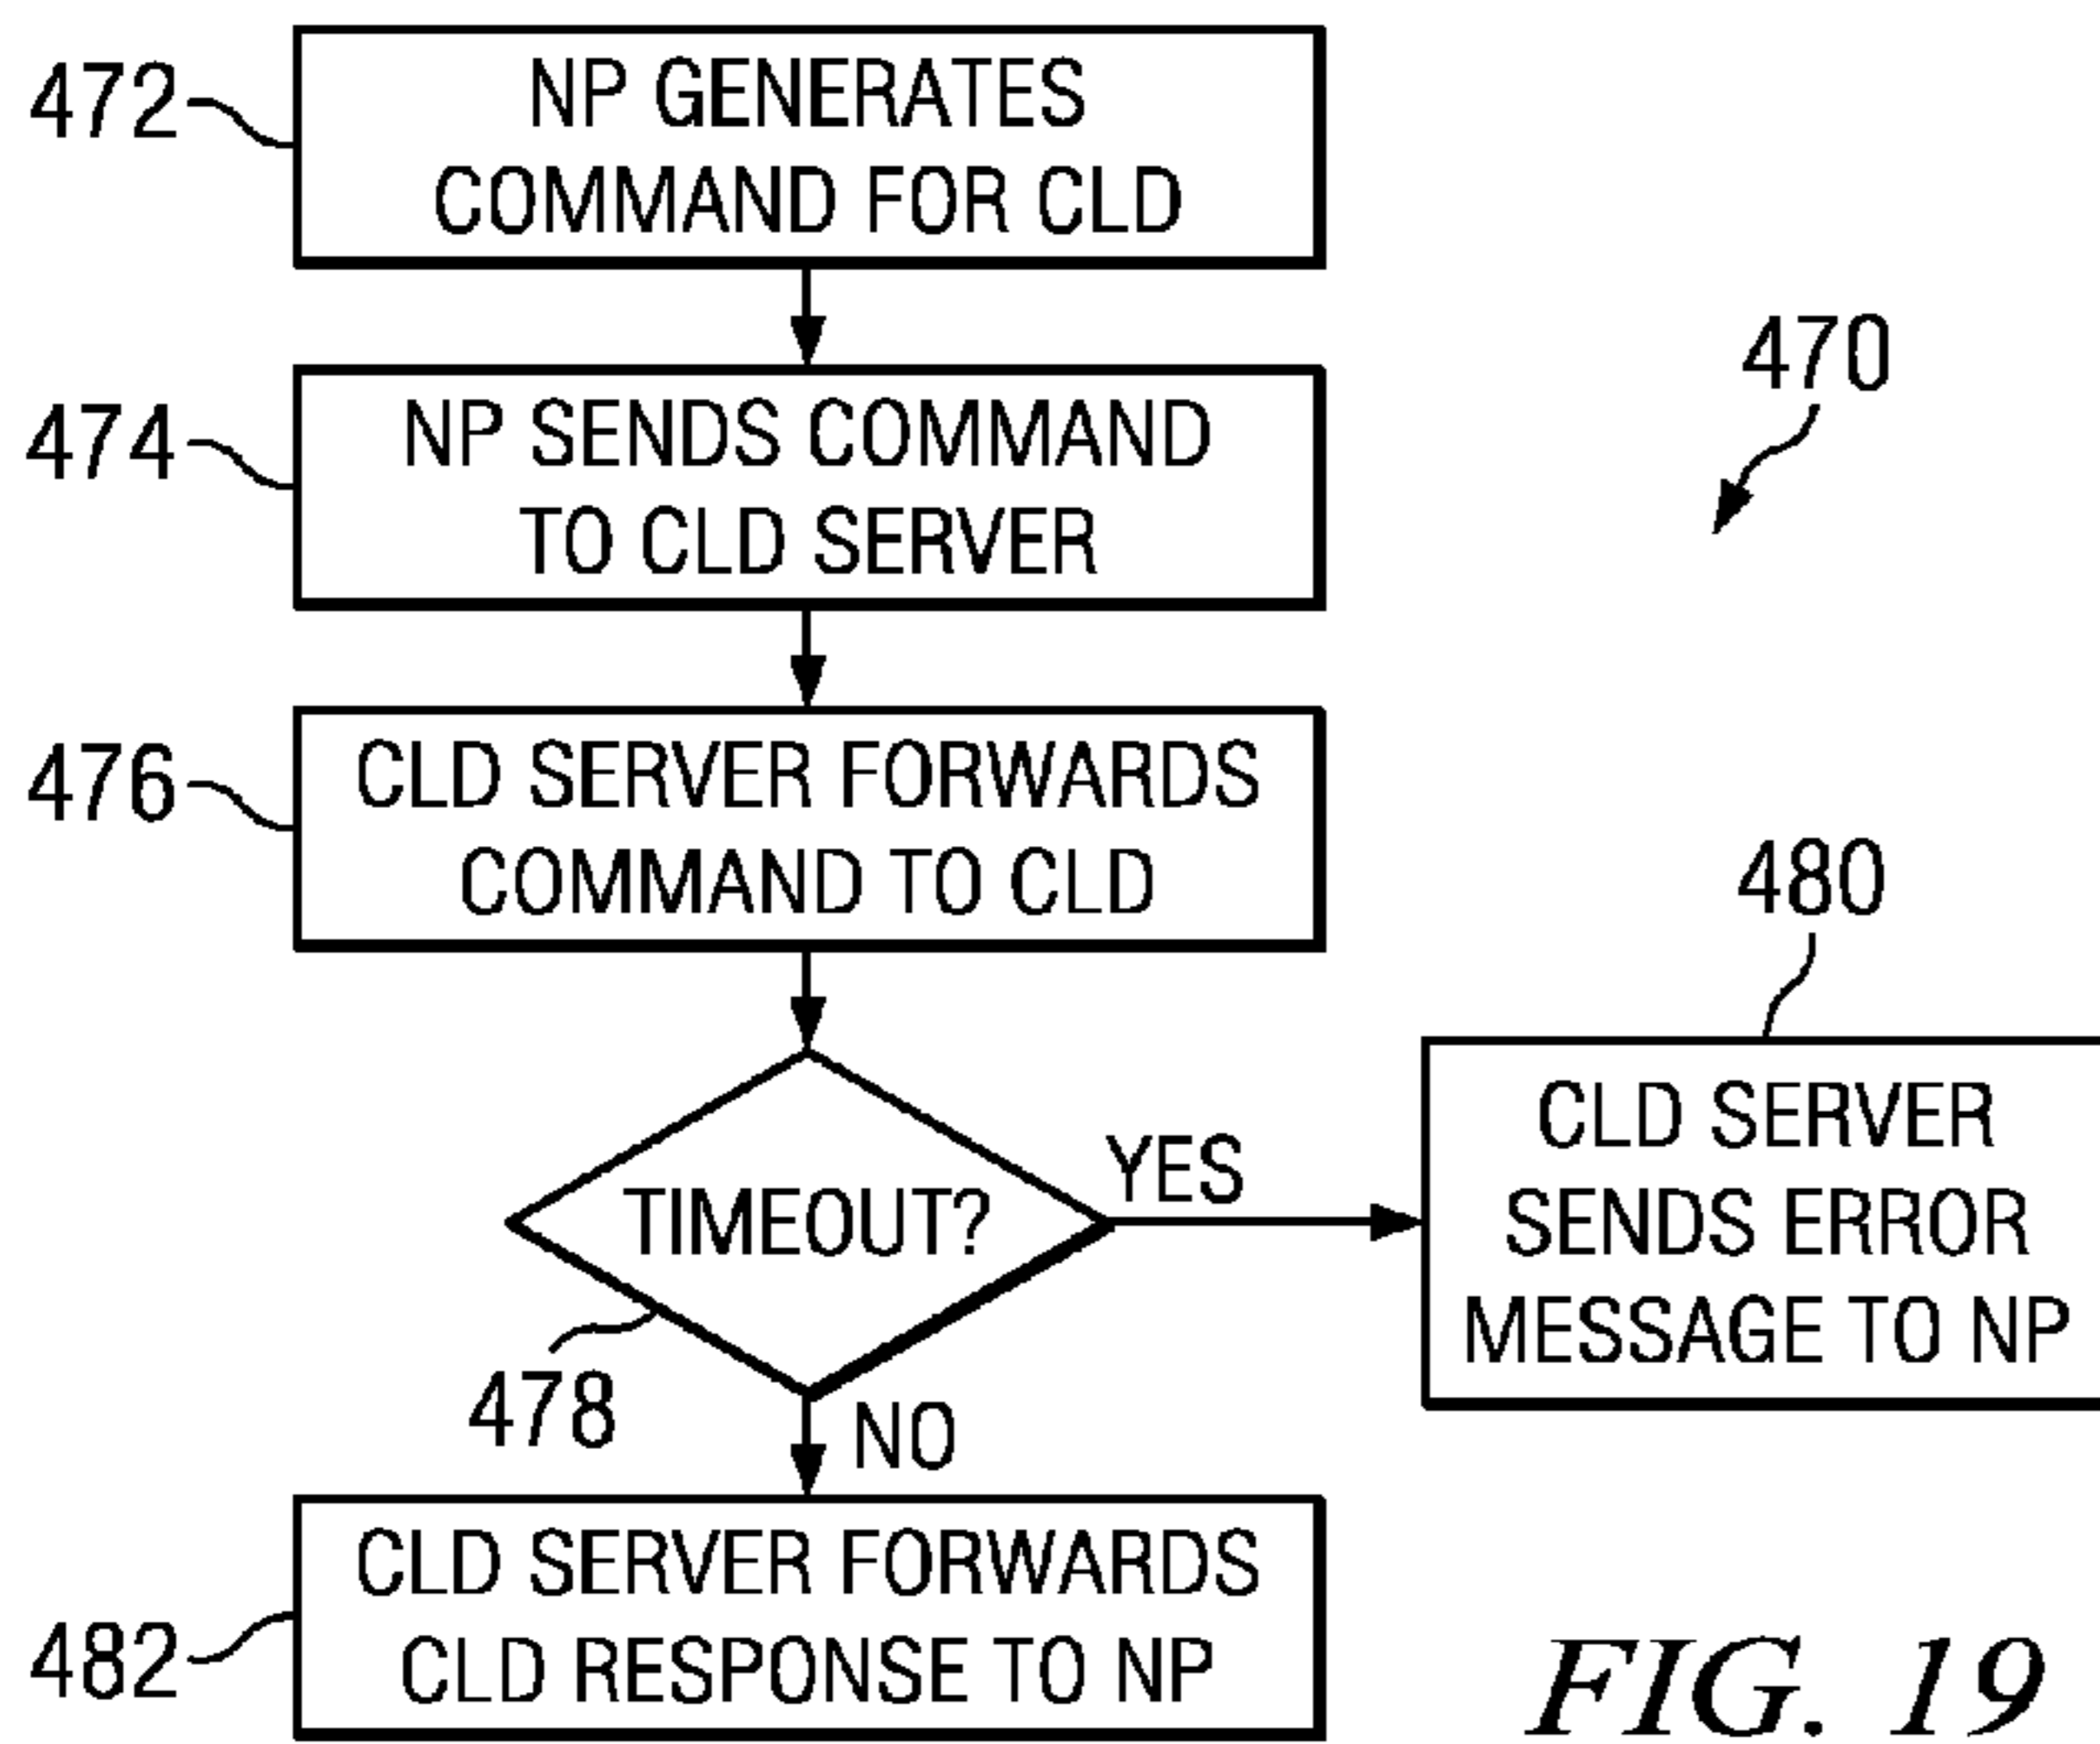 472
NP GENERATES
COMMAND FOR CLD
474
NP SENDS COMMAND
TO CLD SERVER
470
476
CLD SERVER FORWARDS
COMMAND TO CLD
480
TIMEOUT?
YES
478
NO
CLD SERVER
SENDS ERROR
MESSAGE TO NP
482
CLD SERVER FORWARDS
CLD RESPONSE TO NP
FIG. 19